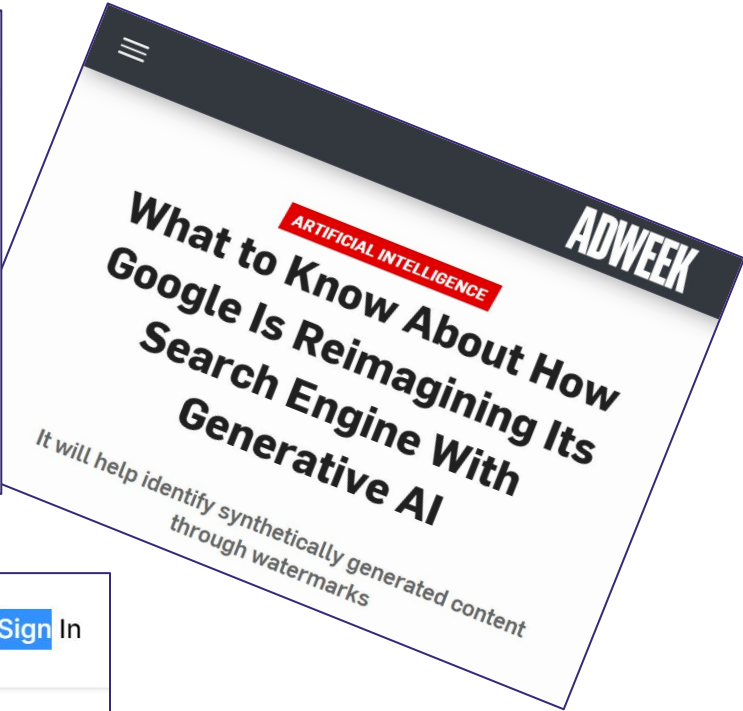 ADWEEK
ARTIFICIAL INTELLIGENCE
What to Know About How
Google Is Reimagining Its
Search Engine With
Generative AI
It will help identify synthetically generated content
through watermarks
Sign In